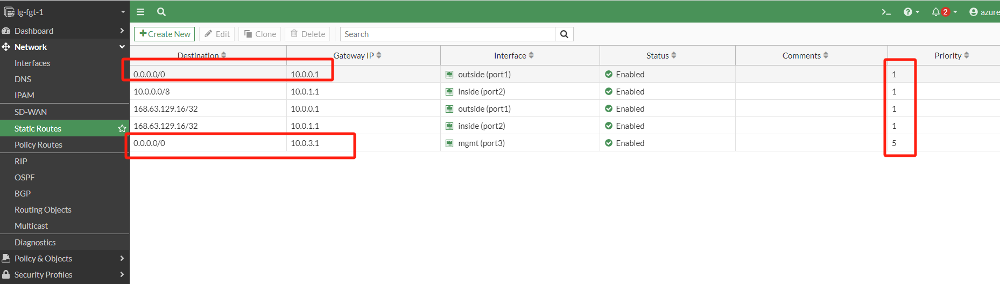 lg-fgt-1
2
azure
Dashboard
Network
Interfaces
DNS
IPAM
SD-WAN
Static Routes
Policy Routes
RIP
OSPF
BGP
Routing Objects
Multicast
Diagnostics
Policy & Objects
Security Profiles
Create New Edit Clone Delete Search
Destination Gateway IP Interface Status Comments Priority
0.0.0.0/0 10.0.0.1 outside (port1) Enabled 1
10.0.0.0/8 10.0.1.1 inside (port2) Enabled 1
168.63.129.16/32 10.0.0.1 outside (port1) Enabled 1
168.63.129.16/32 10.0.1.1 inside (port2) Enabled 1
0.0.0.0/0 10.0.3.1 mgmt (port3) Enabled 5